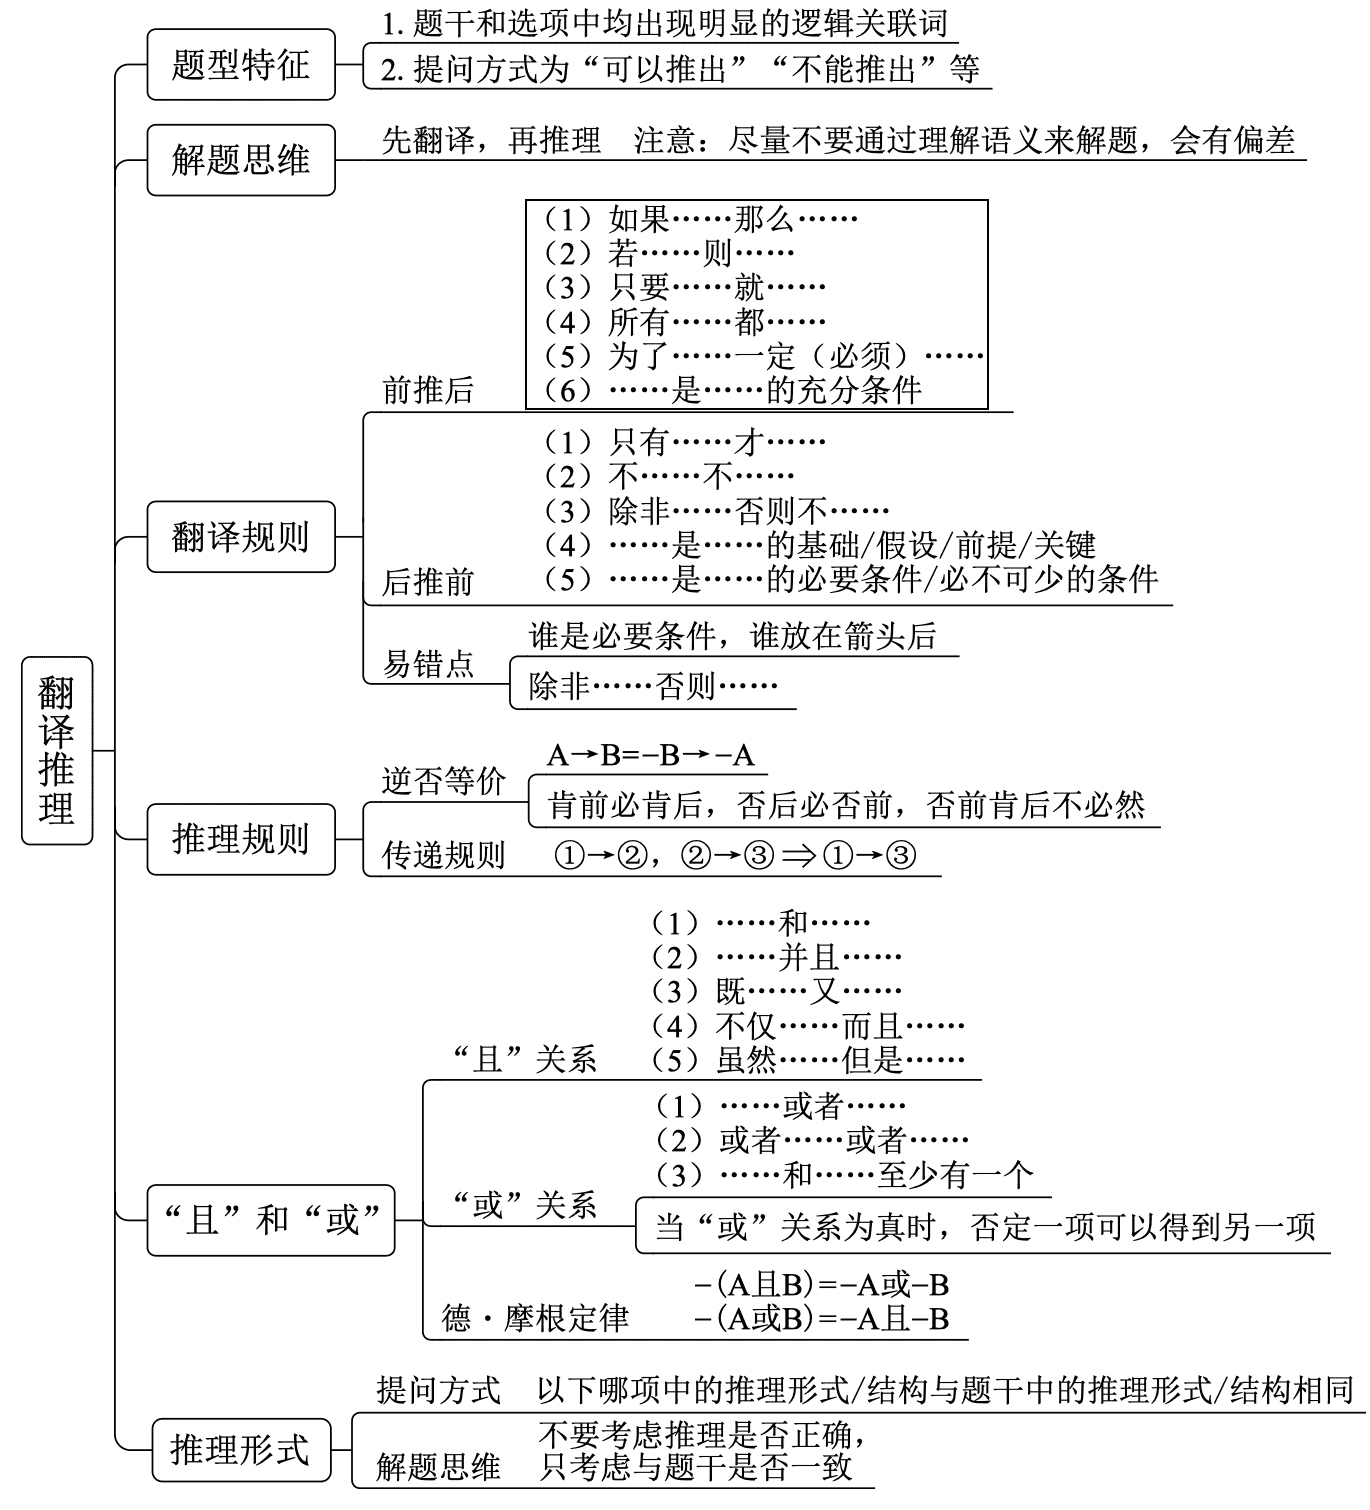 翻译推理
题型特征
1. 题干和选项中均出现明显的逻辑关联词
2. 提问方式为“可以推出”“不能推出”等
解题思维
先翻译，再推理　注意：尽量不要通过理解语义来解题，会有偏差
翻译规则
前推后
（1）如果……那么……
（2）若……则……
（3）只要……就……
（4）所有……都……
（5）为了……一定（必须）……
（6）……是……的充分条件
后推前
（1）只有……才……
（2）不……不……
（3）除非……否则不……
（4）……是……的基础/假设/前提/关键
（5）……是……的必要条件/必不可少的条件
易错点
谁是必要条件，谁放在箭头后
除非……否则……
推理规则
逆否等价
A→B=−B→−A
肯前必肯后，否后必否前，否前肯后不必然
传递规则　①→②，②→③⇒①→③
“且”和“或”
“且”关系
（1）……和……
（2）……并且……
（3）既……又……
（4）不仅……而且……
（5）虽然……但是……
“或”关系
（1）……或者……
（2）或者……或者……
（3）……和……至少有一个
当“或”关系为真时，否定一项可以得到另一项
德·摩根定律
−(A且B)=−A或−B
−(A或B)=−A且−B
推理形式
提问方式　以下哪项中的推理形式/结构与题干中的推理形式/结构相同
解题思维
不要考虑推理是否正确，
只考虑与题干是否一致